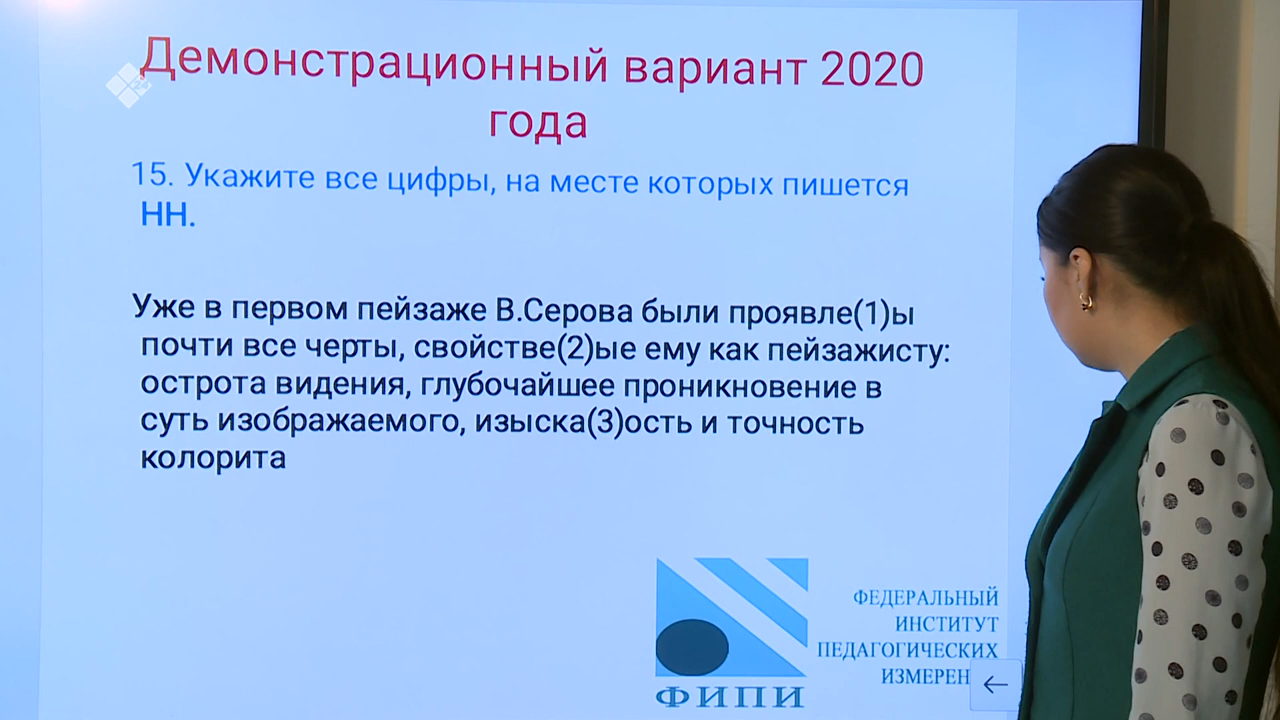 Демонстрационный вариант 2020
года
15. Укажите все цифры, на месте которых пишется
НН.
Уже в первом пейзаже В.Серова были проявле(1)ы
почти все черты, свойстве(2)ые ему как пейзажисту:
острота видения, глубочайшее проникновение в
суть изображаемого, изыска(3)ость и точность
колорита
ФЕДЕРАЛЬНЫЙ
ИНСТИТУТ
ПЕДАГОГИЧЕСКИХ
ФИПИ